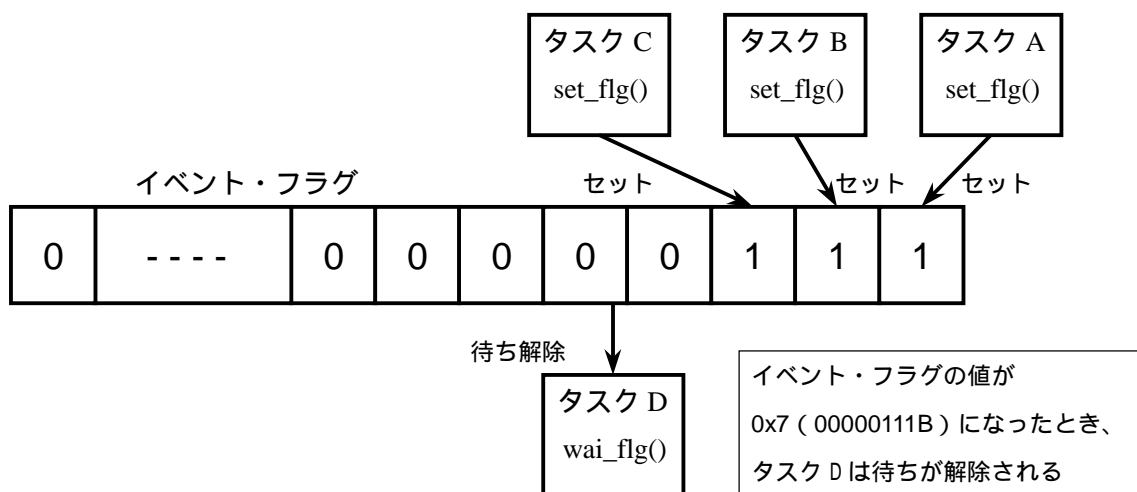 タスク C
set_flg()
タスク B
set_flg()
タスク A
set_flg()
イベント・フラグ
セット
セット
セット
0 ---- 0 0 0 0 0 1 1 1
待ち解除
タスク D
wai_flg()
イベント・フラグの値が
0x7 ( 00000111B ) になったとき、
タスク D は待ちが解除される